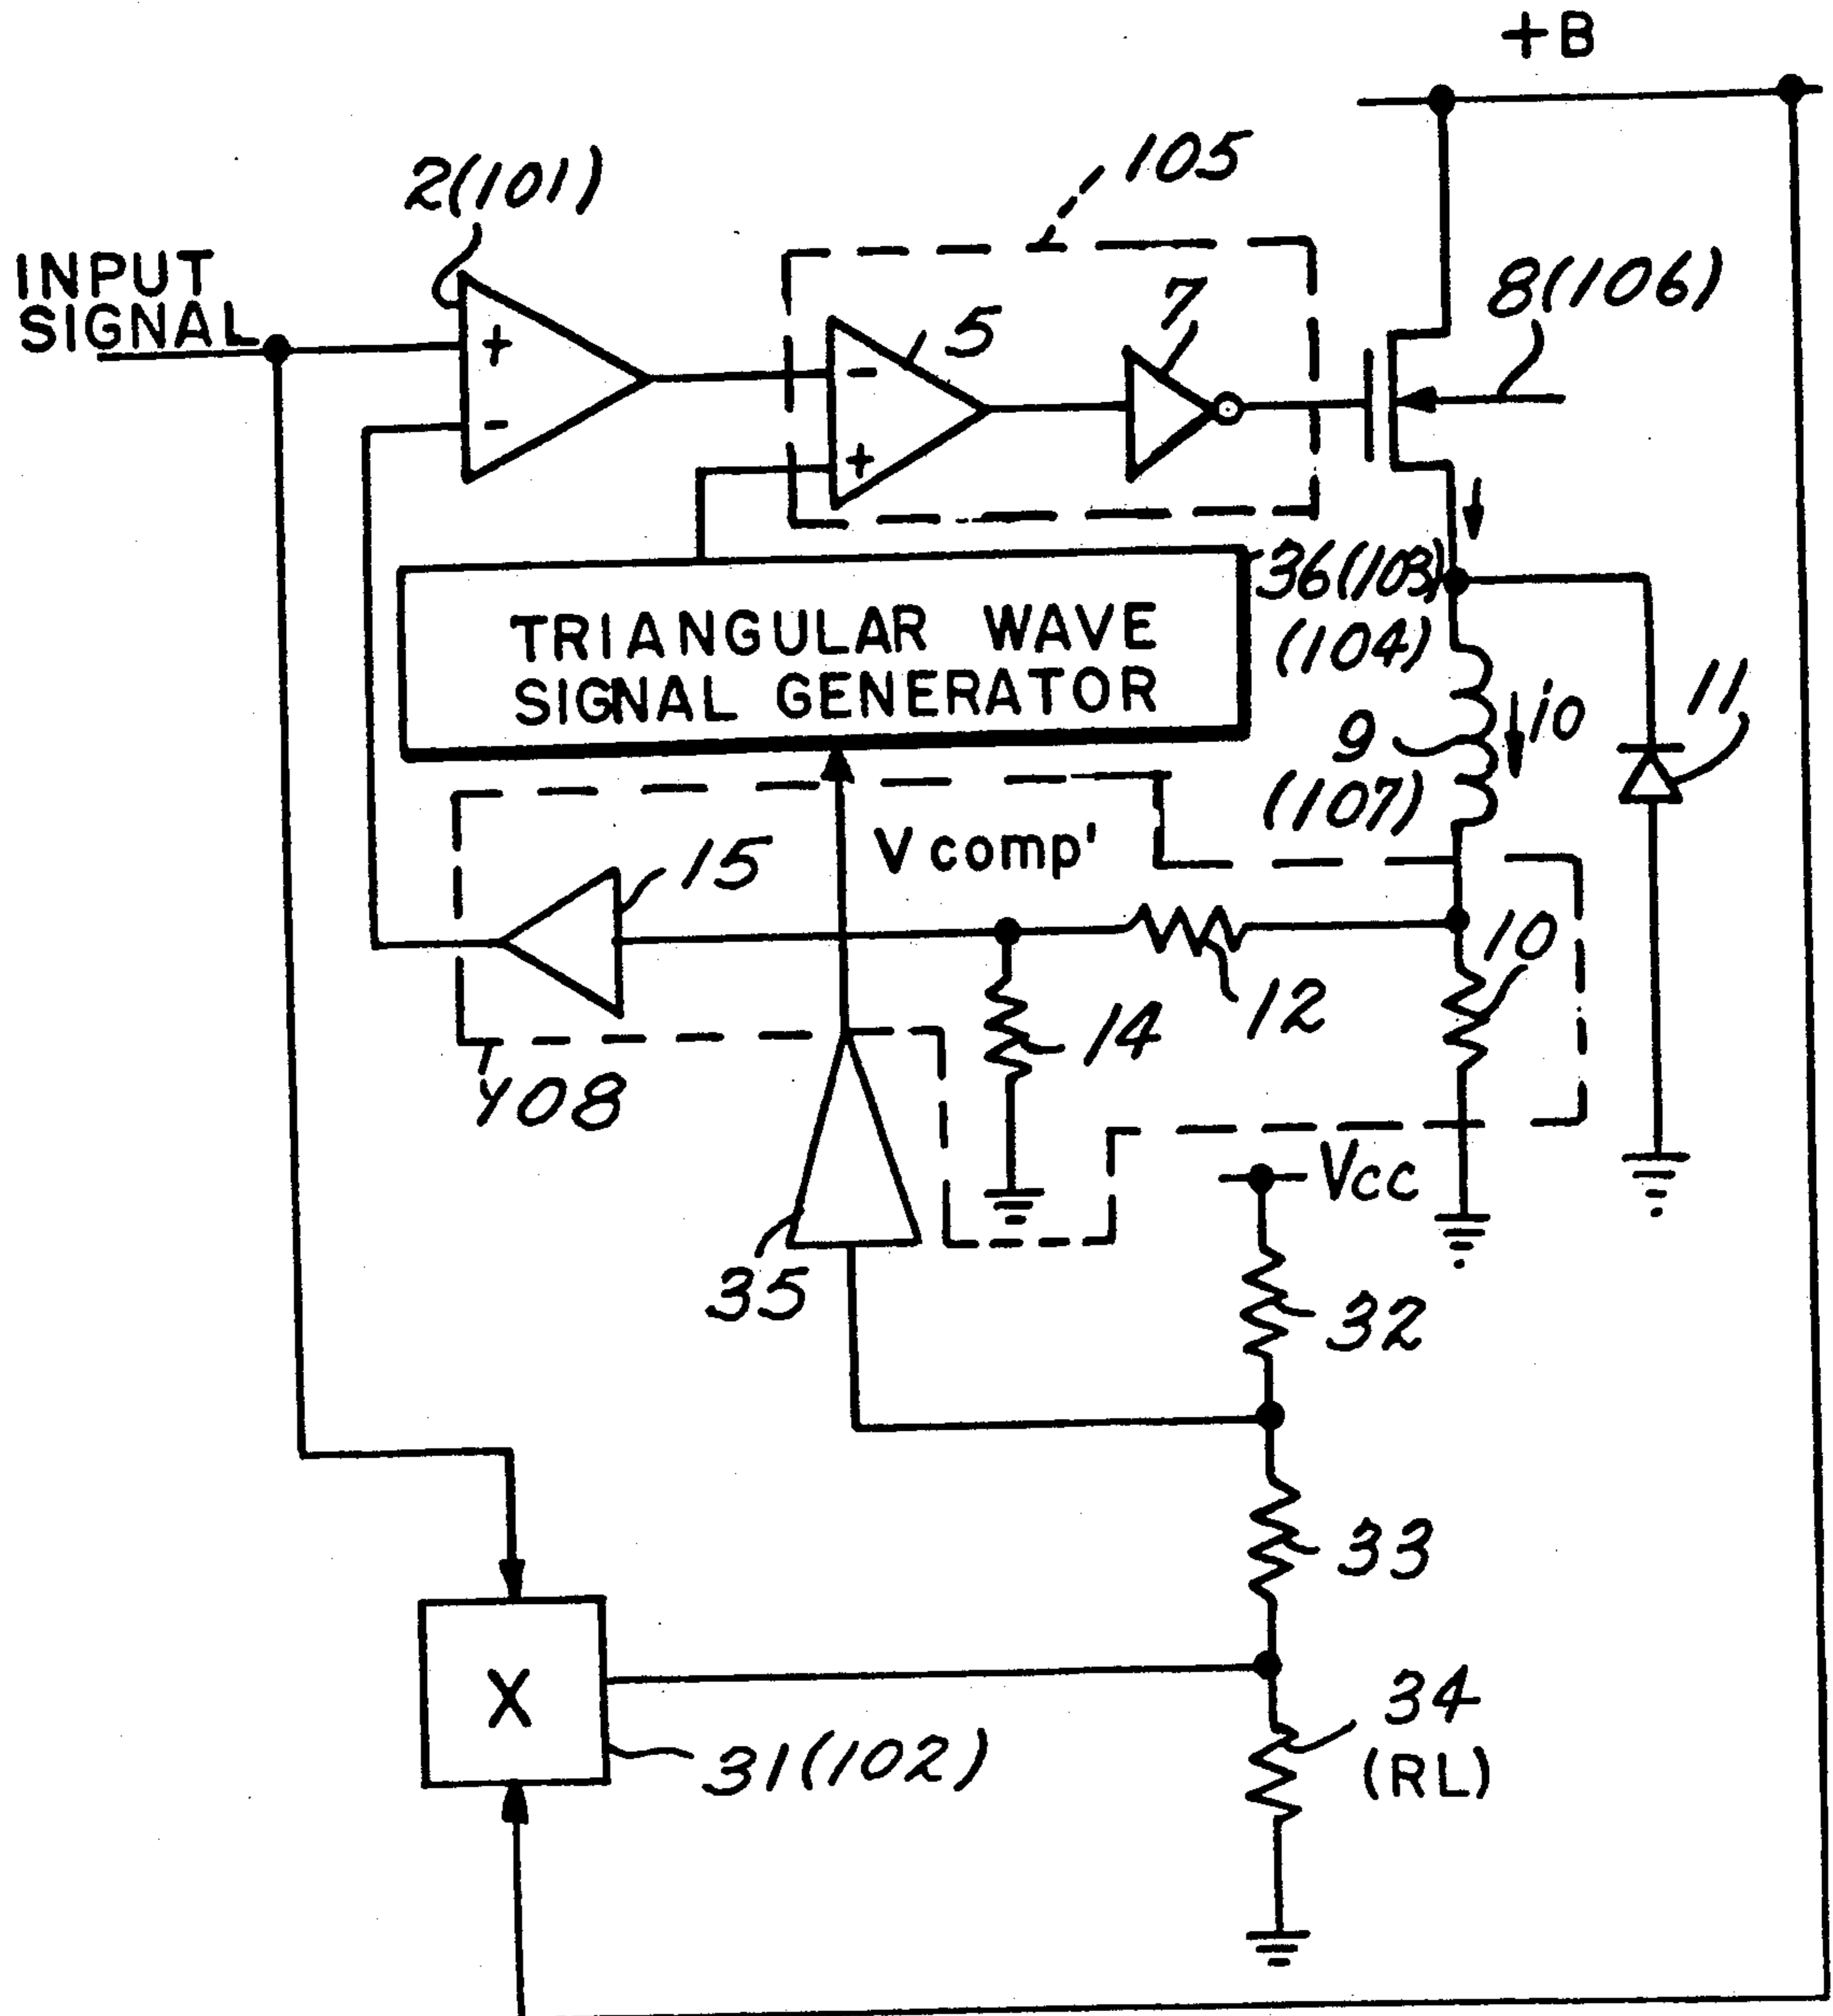 +B
105
2(101)
INPUT
SIGNAL
8(106)
7
5
+
-
-
+
36(103)
(104)
TRIANGULAR WAVE
SIGNAL GENERATOR
io
11
9
(107)
Vcomp'
15
10
12
14
108
Vcc
35
32
33
X
34
(RL)
31(102)